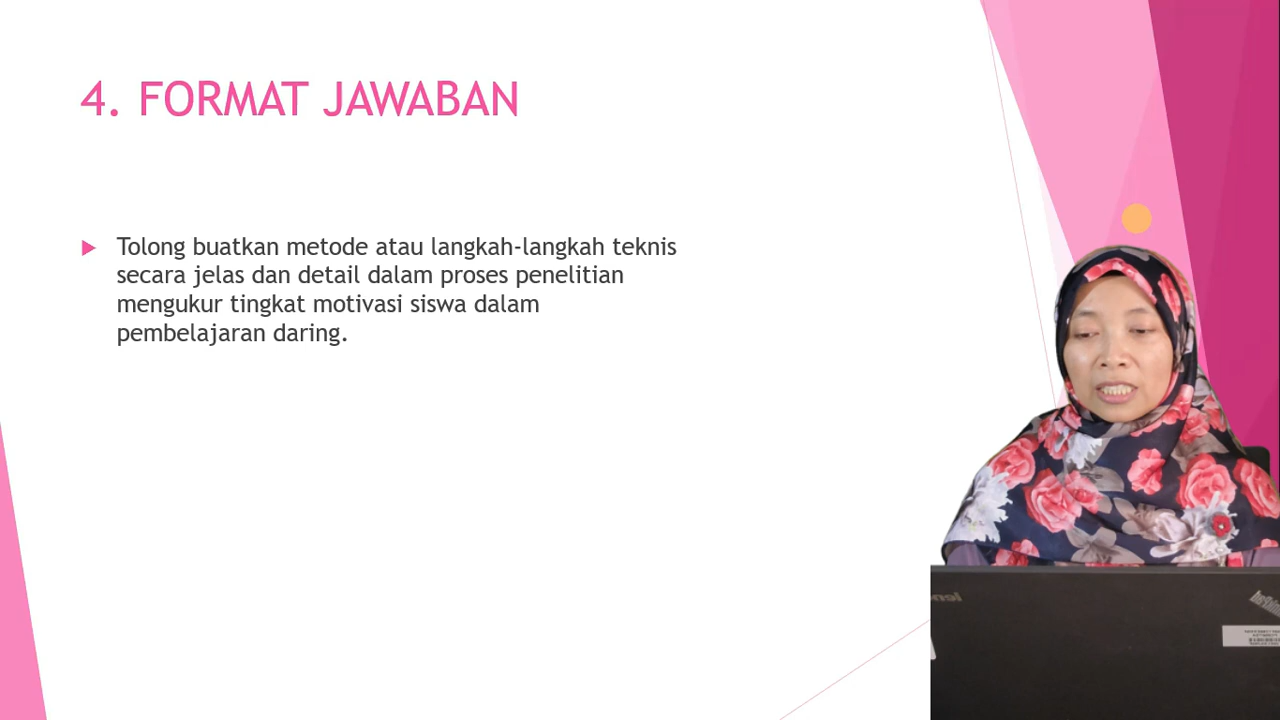 4. FORMAT JAWABAN
Tolong buatkan metode atau langkah-langkah teknis
secara jelas dan detail dalam proses penelitian
mengukur tingkat motivasi siswa dalam
pembelajaran daring.